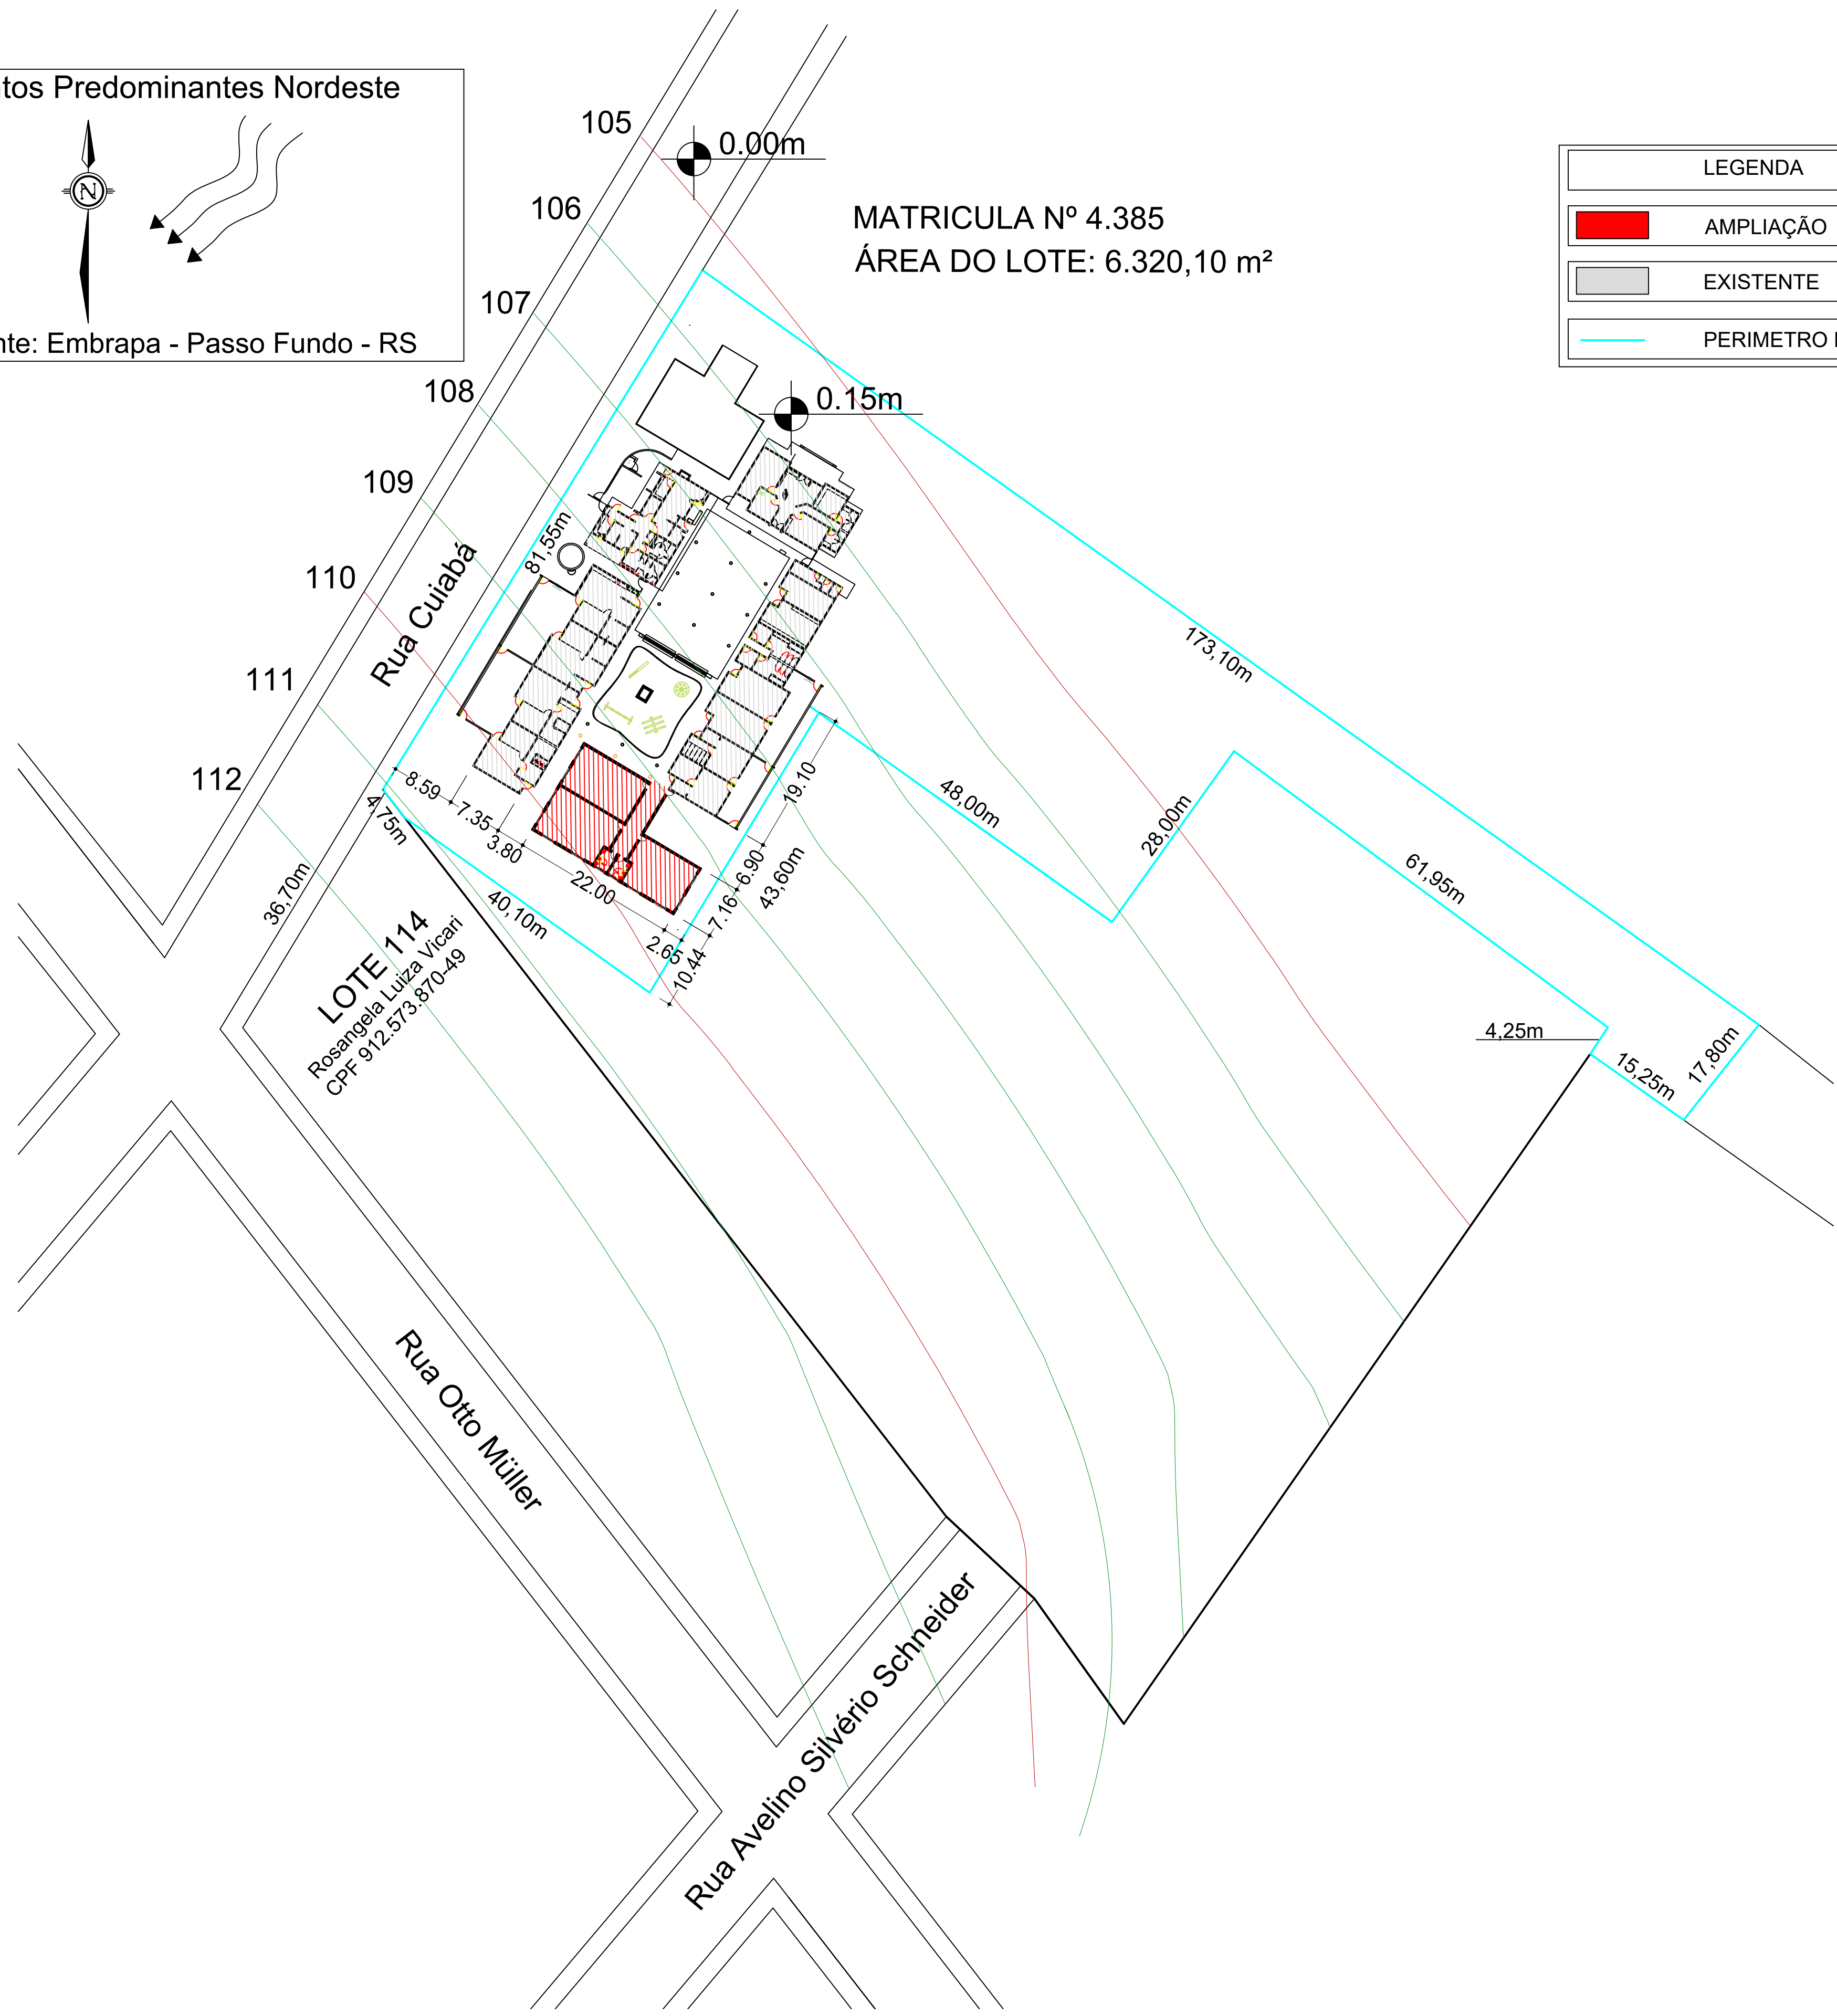 ntos Predominantes Nordeste
N
nte: Embrapa - Passo Fundo - RS
105
0.00m
106
MATRICULA Nº 4.385
ÁREA DO LOTE: 6.320,10 m²
LEGENDA
AMPLIAÇÃO
EXISTENTE
PERIMETRO
107
108
0.15m
109
81,55m
110
Rua Cuiabá
111
112
173,10m
8.59
7.35
3.80
22.00
2.65
4,75m
19.10
6.90
43,60m
7.16
10.44
48,00m
28,00m
61,95m
36,70m
40,10m
LOTE 114
Rosangela Luiza Vicari
CPF 912.573.870-49
4,25m
15,25m
17,80m
Rua Otto Müller
Rua Avelino Silvério Schneider